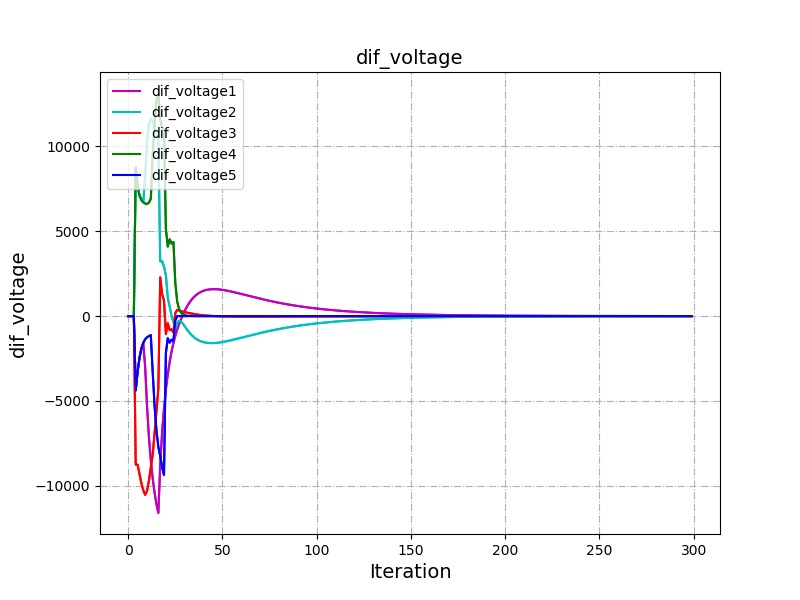 dif_voltage
dif_voltage1
dif_voltage2
dif_voltage3
dif_voltage4
dif_voltage5
10000
5000
0
−5000
−10000
dif_voltage
0 50 100 150 200 250 300
Iteration